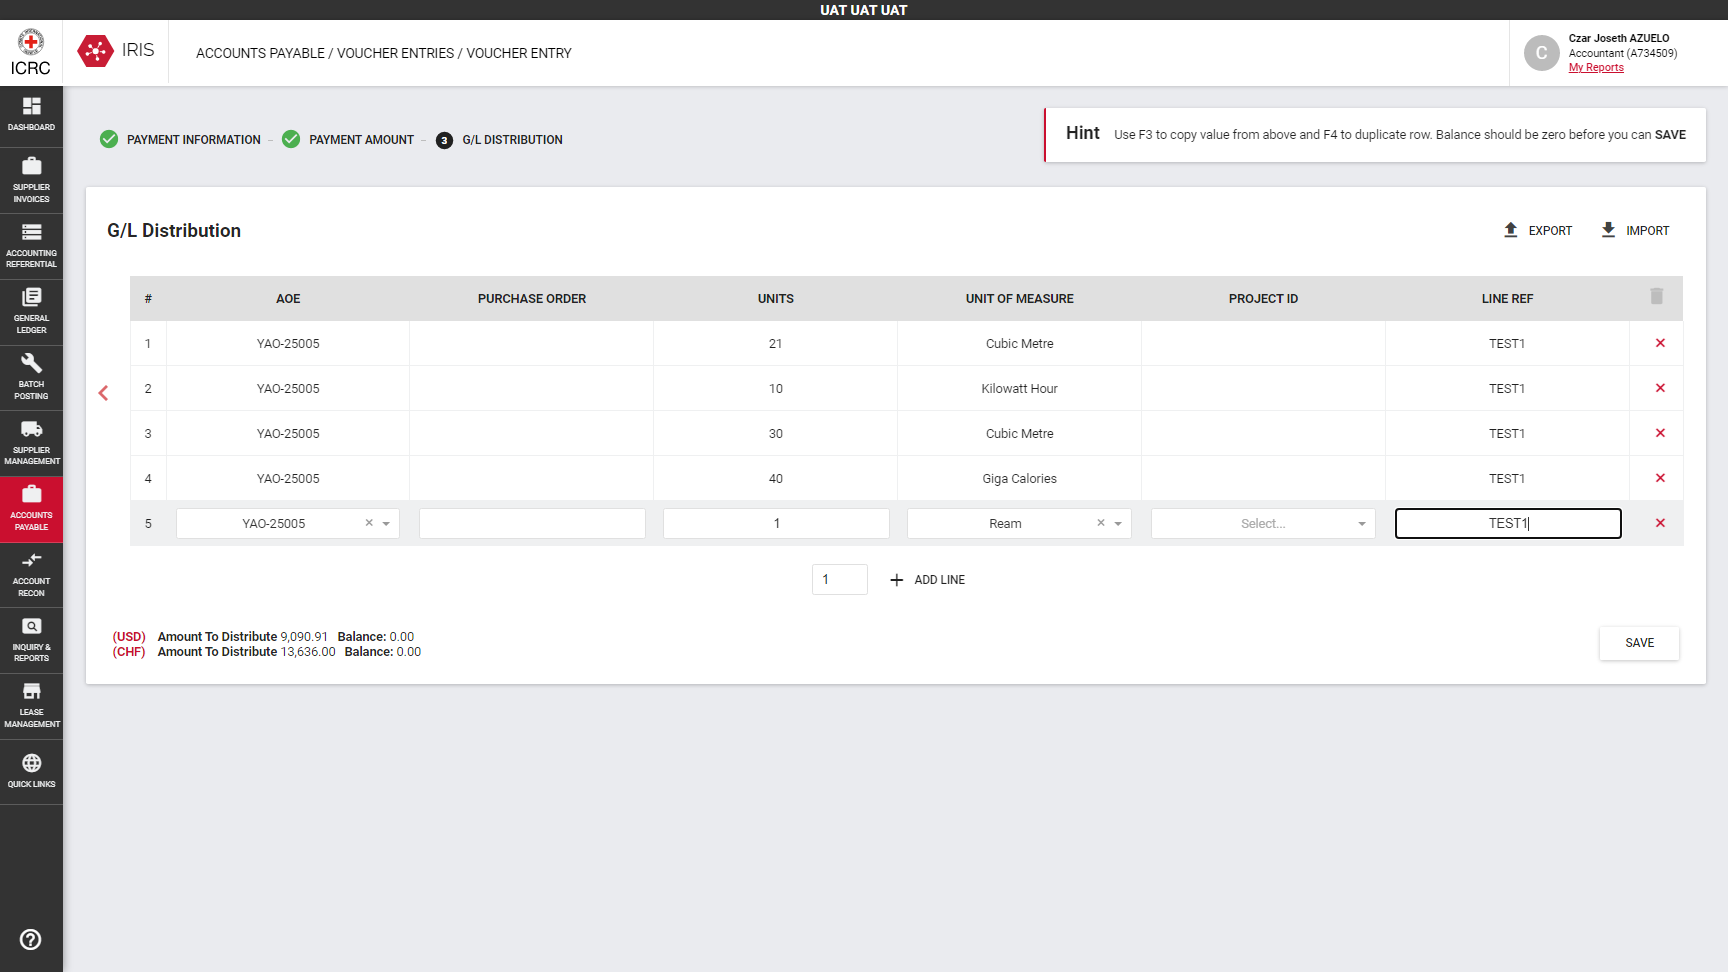 UAT UAT UAT
ICRC
IRIS
ACCOUNTS PAYABLE / VOUCHER ENTRIES / VOUCHER ENTRY
C
Czar Joseth AZUELO
Accountant (A734509)
My Reports
DASHBOARD
SUPPLIER
INVOICES
ACCOUNTING
REFERENTIAL
GENERAL
LEDGER
BATCH
POSTING
SUPPLIER
MANAGEMENT
ACCOUNTS
PAYABLE
ACCOUNT
RECON
INQUIRY &
REPORTS
LEASE
MANAGEMENT
QUICK LINKS
PAYMENT INFORMATION – PAYMENT AMOUNT – 3 G/L DISTRIBUTION
Hint Use F3 to copy value from above and F4 to duplicate row. Balance should be zero before you can SAVE
G/L Distribution
EXPORT IMPORT
# AOE PURCHASE ORDER UNITS UNIT OF MEASURE PROJECT ID LINE REF
1 YAO-25005 21 Cubic Metre TEST1
2 YAO-25005 10 Kilowatt Hour TEST1
3 YAO-25005 30 Cubic Metre TEST1
4 YAO-25005 40 Giga Calories TEST1
5 YAO-25005 1 Ream Select... TEST1
1 + ADD LINE
(USD) Amount To Distribute 9,090.91 Balance: 0.00
(CHF) Amount To Distribute 13,636.00 Balance: 0.00
SAVE